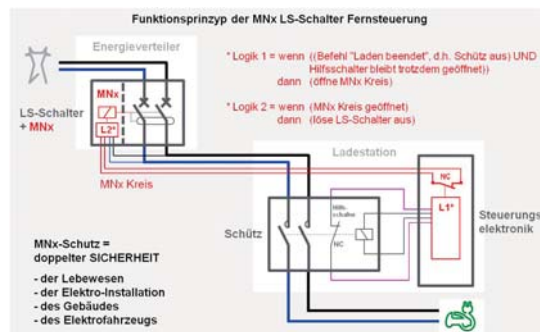 Funktionsprinzyp der MNx LS-Schalter Fernsteuerung
Energieverteiler
* Logik 1 = wenn ((Befehl "Laden beendet", d.h. Schütz aus) UND
Hilfsschalter bleibt trotzdem geöffnet))
dann (öffne MNx Kreis)
* Logik 2 = wenn (MNx Kreis geöffnet)
dann (löse LS-Schalter aus)
MNx
L2*
LS-Schalter
+ MNx
MNx Kreis
Ladestation
NC
L1*
Hilfs-
schalter
NC
Schütz
Steuerungs
elektronik
MNx-Schutz =
doppelter SICHERHEIT
- der Lebewesen
- der Elektro-Installation
- des Gebäudes
- des Elektrofahrzeugs